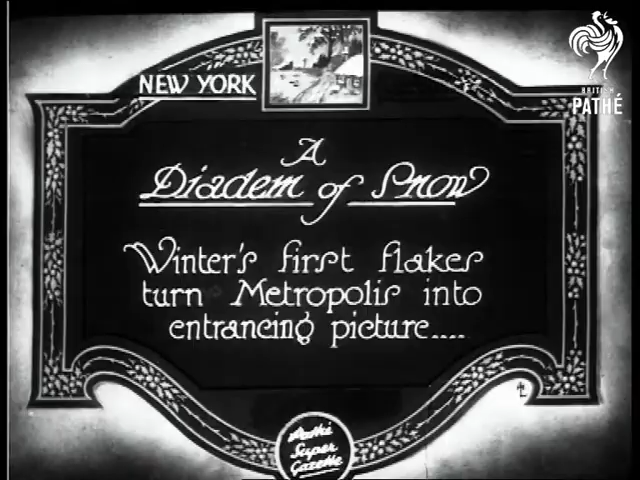 NEW YORK
BRITISH
PATHÉ
A
Diadem of Snow
Winter's first flakes
turn Metropolis into
entrancing picture....
Pathé
Super
Gazette